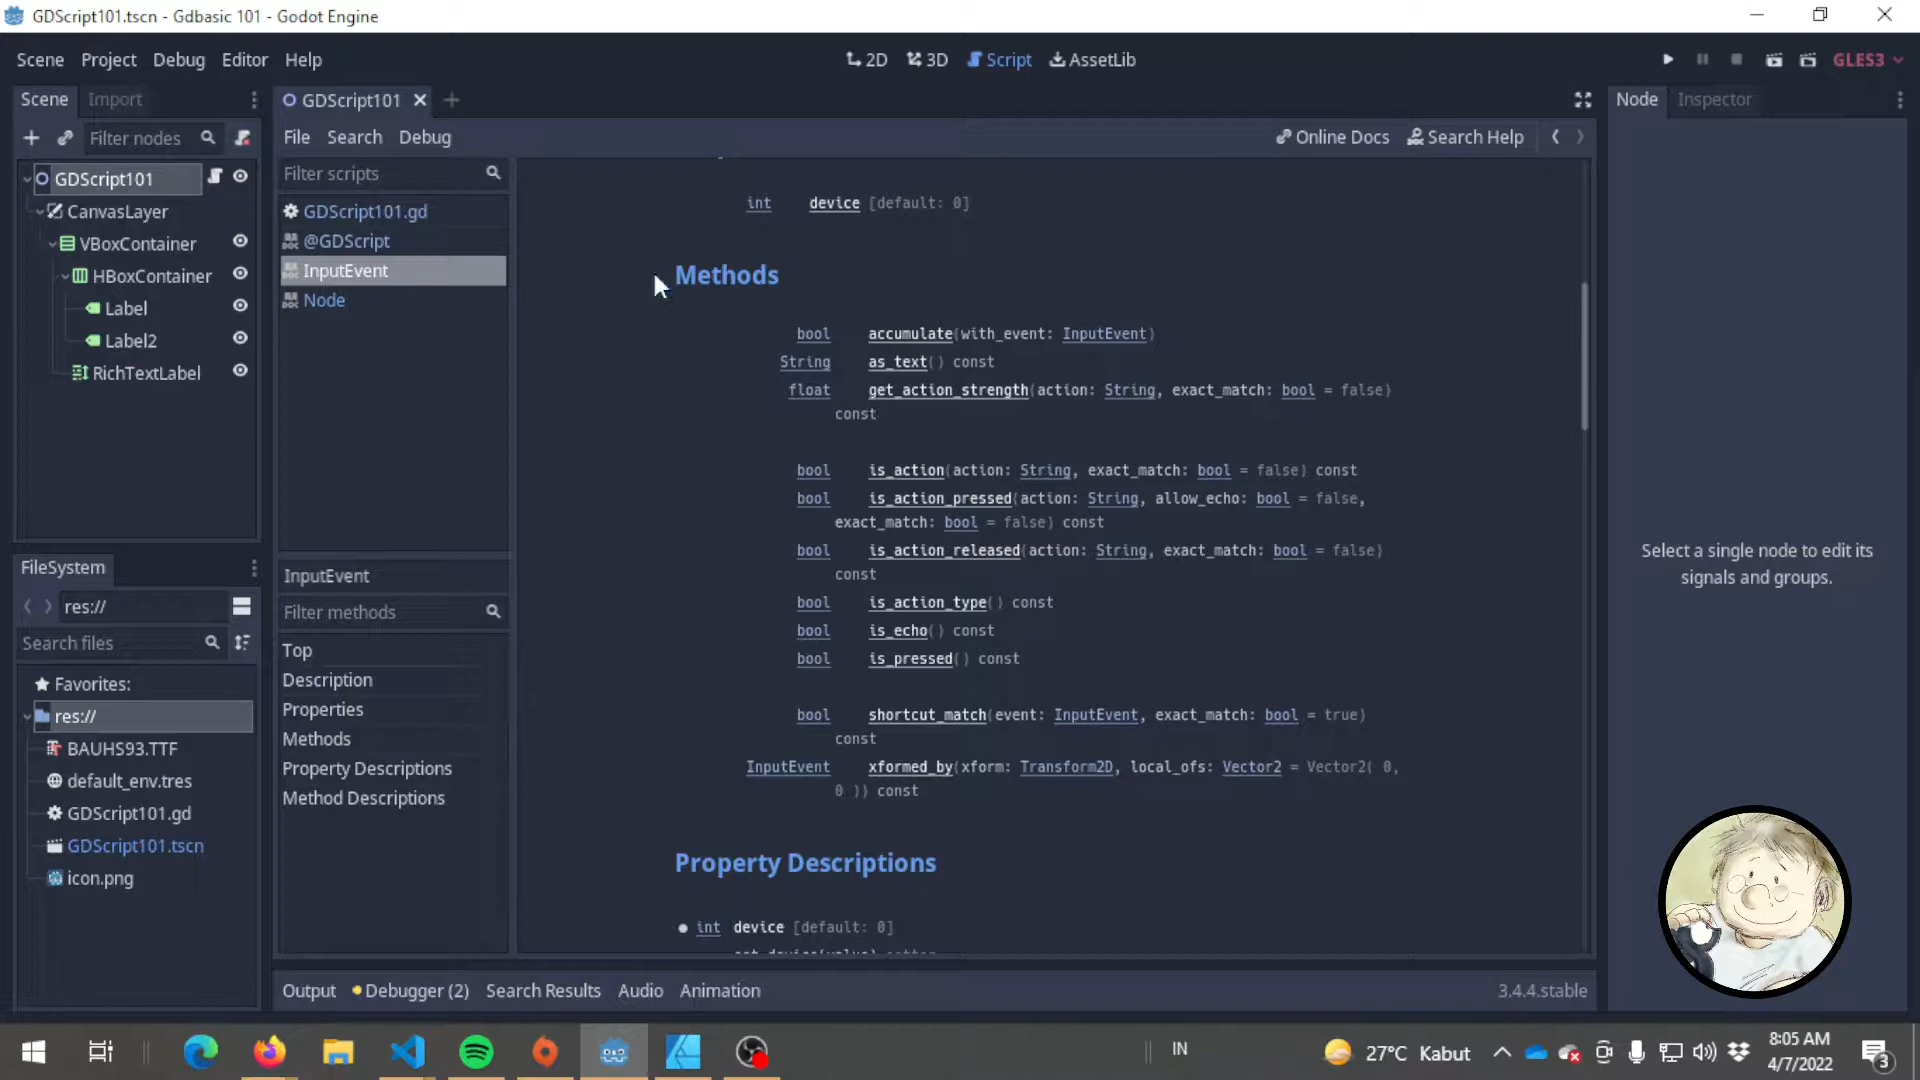 GDScript101.tscn - Gdbasic 101 - Godot Engine
Scene Project Debug Editor Help
2D 3D Script AssetLib
GLES3
Scene Import
GDScript101
Node Inspector
Filter nodes
File Search Debug
Online Docs Search Help
Filter scripts
GDScript101
CanvasLayer
VBoxContainer
HBoxContainer
Label
Label2
RichTextLabel
GDScript101.gd
@GDScript
InputEvent
Node
int device [default: 0]
Methods
bool accumulate(with_event: InputEvent)
String as_text() const
float get_action_strength(action: String, exact_match: bool = false)
const
bool is_action(action: String, exact_match: bool = false) const
bool is_action_pressed(action: String, allow_echo: bool = false,
exact_match: bool = false) const
bool is_action_released(action: String, exact_match: bool = false)
const
bool is_action_type() const
bool is_echo() const
bool is_pressed() const
bool shortcut_match(event: InputEvent, exact_match: bool = true)
const
InputEvent xformed_by(xform: Transform2D, local_ofs: Vector2 = Vector2( 0,
0 )) const
Property Descriptions
int device [default: 0]
Select a single node to edit its
signals and groups.
InputEvent
Filter methods
Top
Description
Properties
Methods
Property Descriptions
Method Descriptions
FileSystem
res://
Search files
Favorites:
res://
BAUHS93.TTF
default_env.tres
GDScript101.gd
GDScript101.tscn
icon.png
Output Debugger (2) Search Results Audio Animation
3.4.4.stable
IN
27°C Kabut
8:05 AM
4/7/2022
3